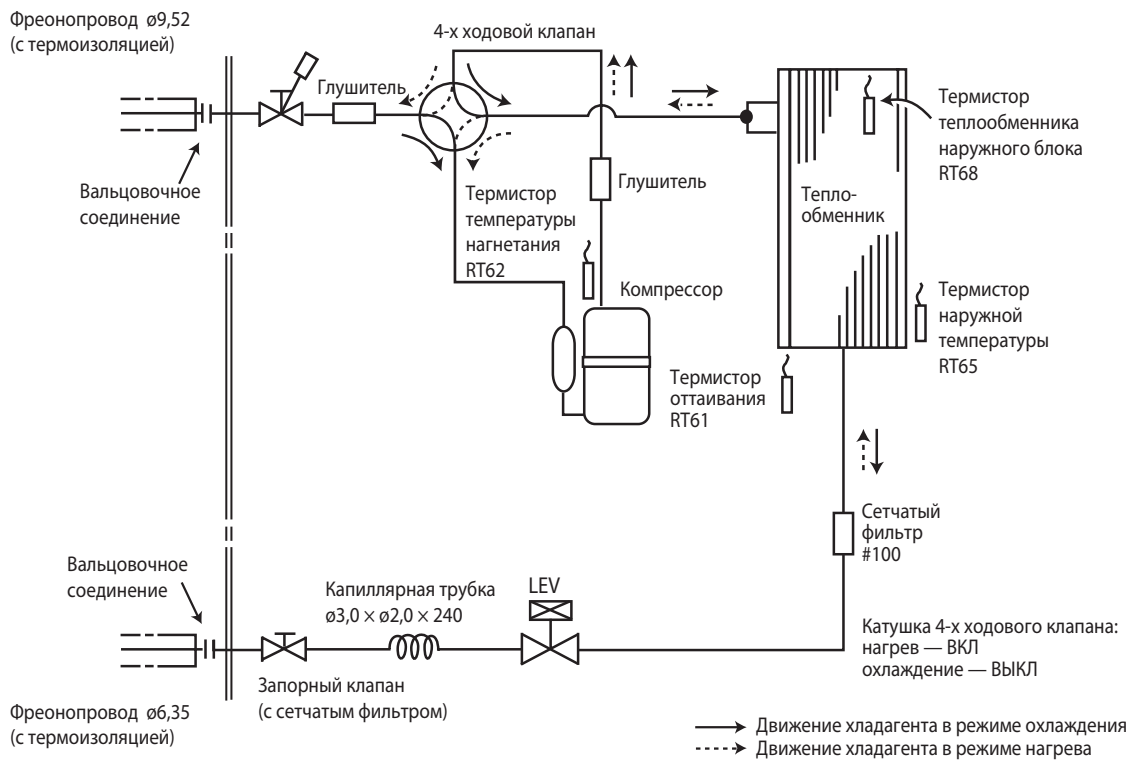 Фреонопровод ø9,52
(с термоизоляцией)
4-х ходовой клапан
Глушитель
Термистор
теплообменника
наружного блока
RT68
Вальцовочное
соединение
Термистор
температуры
нагнетания
RT62
Глушитель
Тепло-
обменник
Компрессор
Термистор
наружной
температуры
RT65
Термистор
оттаивания
RT61
Сетчатый
фильтр
#100
Вальцовочное
соединение
Капиллярная трубка
ø3,0 × ø2,0 × 240
LEV
Катушка 4-х ходового клапана:
нагрев — ВКЛ
охлаждение — ВЫКЛ
Запорный клапан
(с сетчатым фильтром)
Фреонопровод ø6,35
(с термоизоляцией)
Движение хладагента в режиме охлаждения
Движение хладагента в режиме нагрева